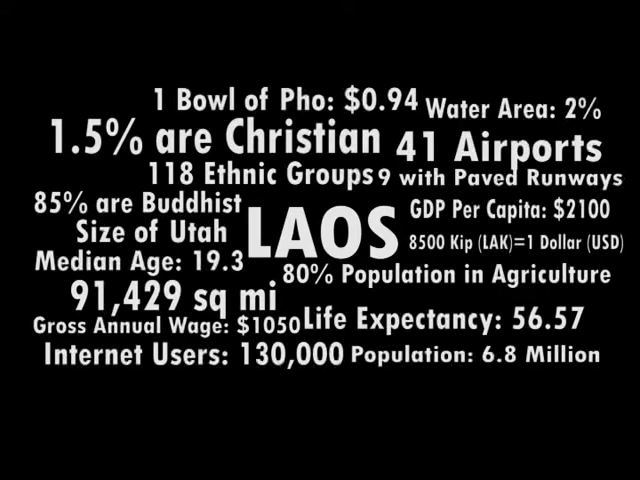 1 Bowl of Pho: $0.94
Water Area: 2%
1.5% are Christian
41 Airports
118 Ethnic Groups
9 with Paved Runways
85% are Buddhist
LAOS
GDP Per Capita: $2100
Size of Utah
8500 Kip (LAK)=1 Dollar (USD)
Median Age: 19.3
80% Population in Agriculture
91,429 sq mi
Life Expectancy: 56.57
Gross Annual Wage: $1050
Internet Users: 130,000
Population: 6.8 Million